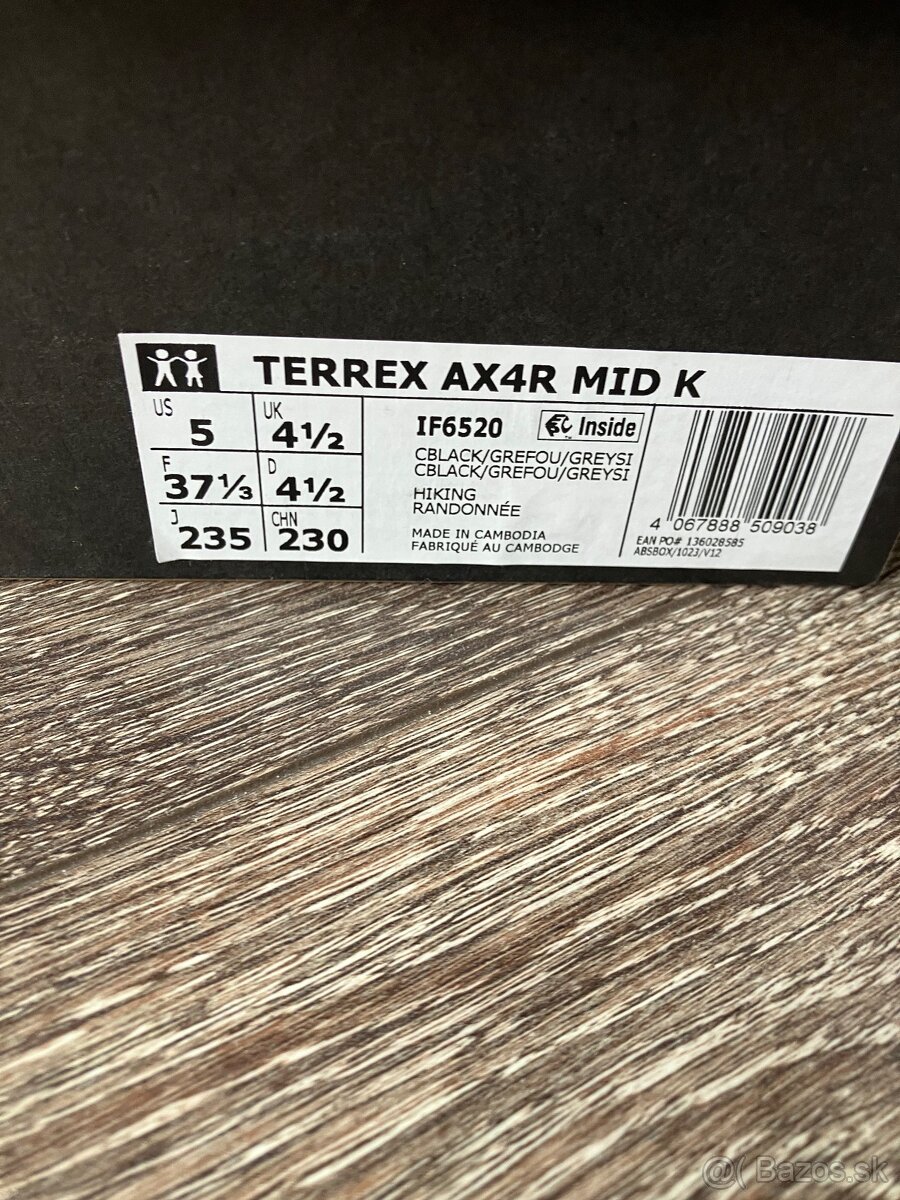 TERREX AX4R MID K
US 5 UK 4½
F 37⅓ D 4½
J 235 CHN 230
IF6520 Inside
CBLACK/GREFOU/GREYSI
CBLACK/GREFOU/GREYSI
HIKING
RANDONNÉE
MADE IN CAMBODIA
FABRIQUÉ AU CAMBODGE
4 067888 509038
EAN PO# 136028585
ABSBOX/1023/V12
@( Bazos.sk